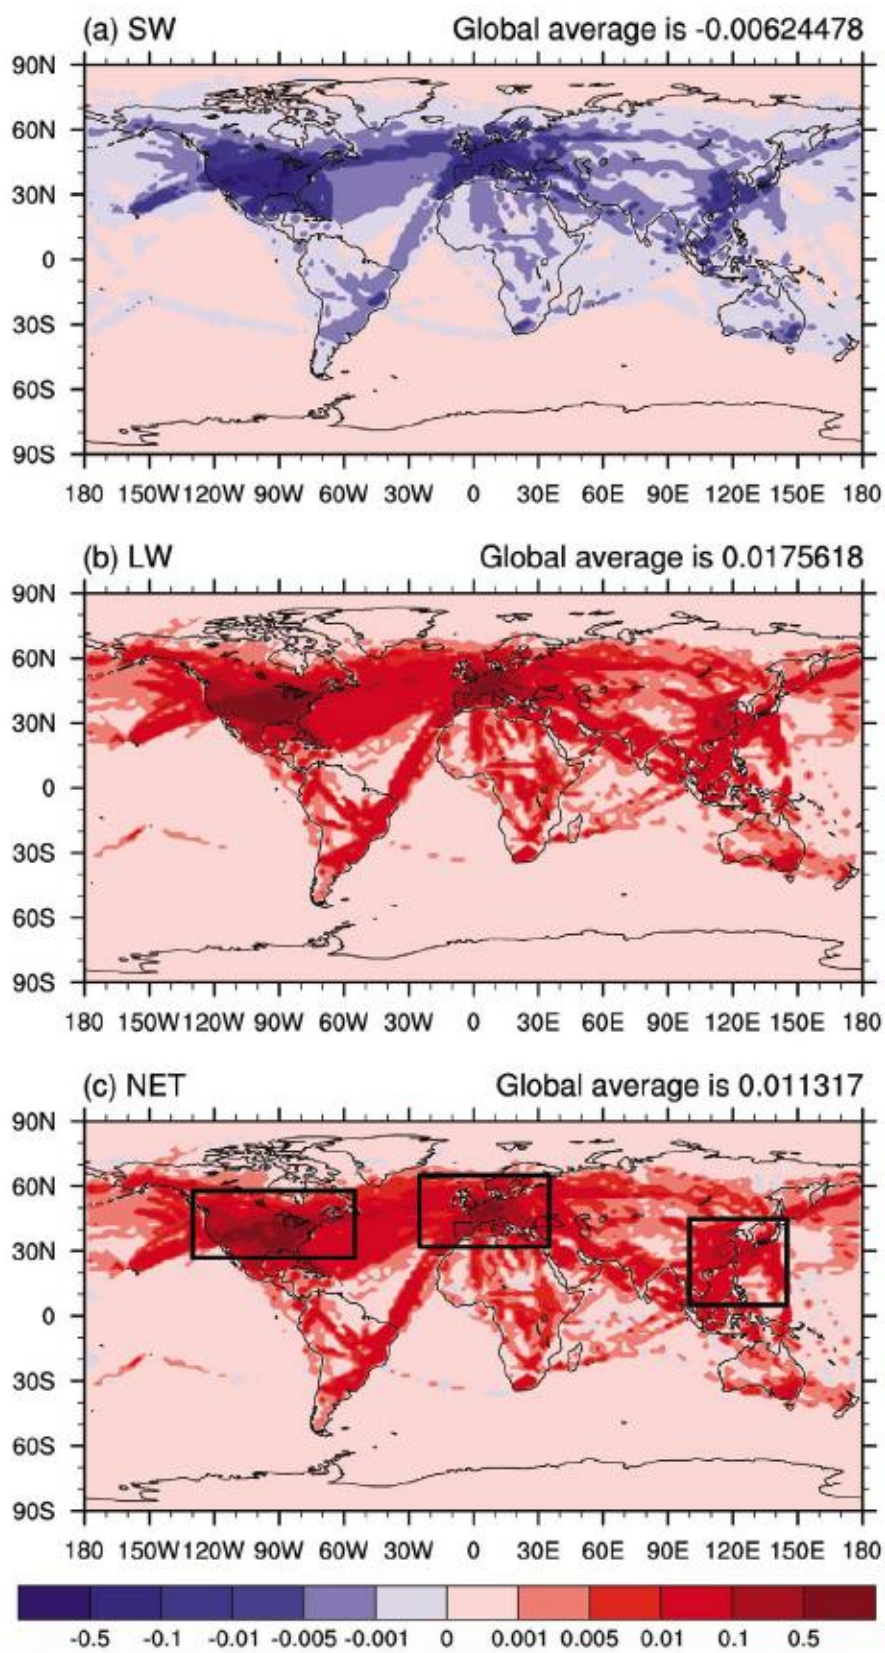 (a) SW Global average is -0.00624478
90N
60N
30N
0
30S
60S
90S
180 150W 120W 90W 60W 30W 0 30E 60E 90E 120E 150E 180
(b) LW Global average is 0.0175618
90N
60N
30N
0
30S
60S
90S
180 150W 120W 90W 60W 30W 0 30E 60E 90E 120E 150E 180
(c) NET Global average is 0.011317
90N
60N
30N
0
30S
60S
90S
180 150W 120W 90W 60W 30W 0 30E 60E 90E 120E 150E 180
-0.5 -0.1 -0.01 -0.005 -0.001 0 0.001 0.005 0.01 0.1 0.5